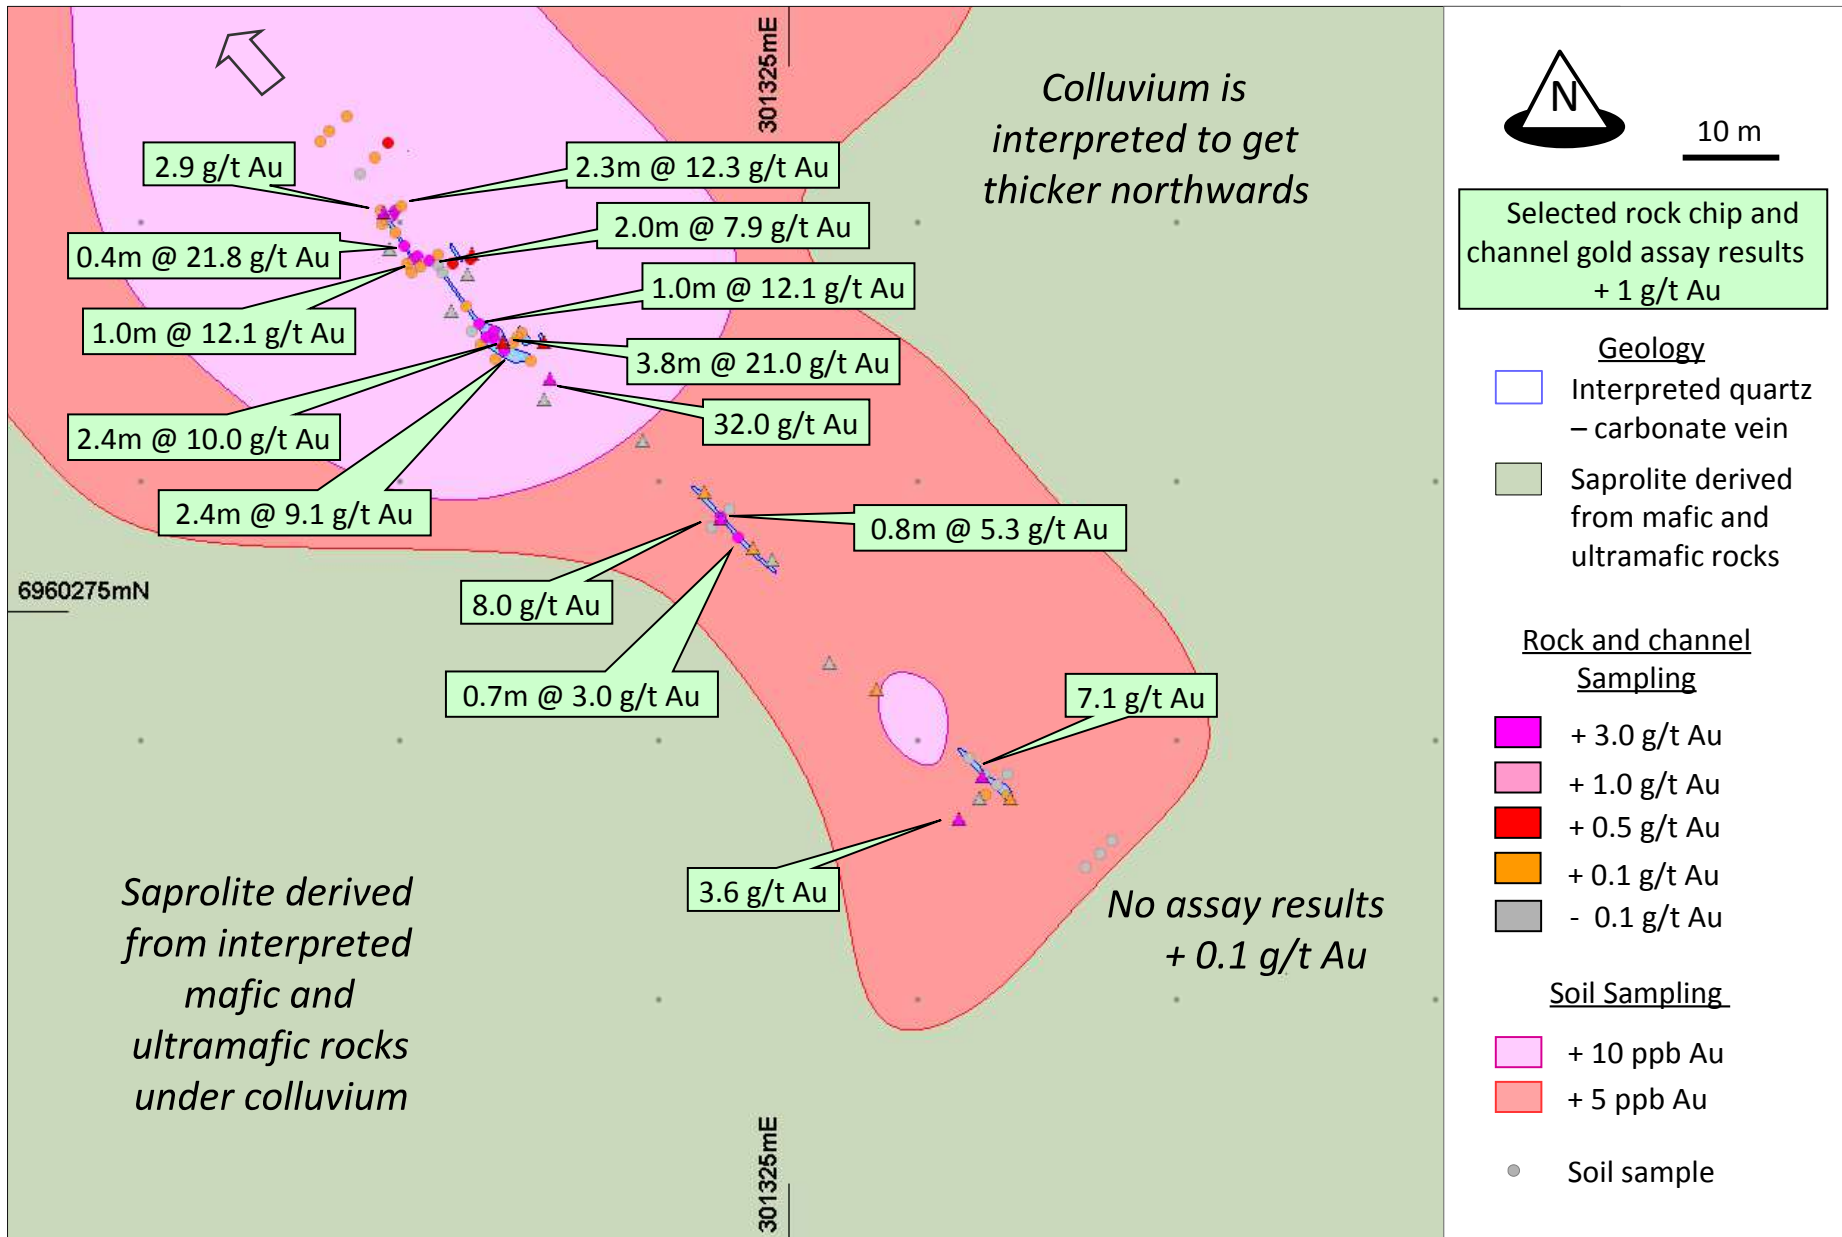 301325mE
Colluvium is
interpreted to get
thicker northwards
2.9 g/t Au
2.3m @ 12.3 g/t Au
2.0m @ 7.9 g/t Au
0.4m @ 21.8 g/t Au
1.0m @ 12.1 g/t Au
1.0m @ 12.1 g/t Au
3.8m @ 21.0 g/t Au
2.4m @ 10.0 g/t Au
32.0 g/t Au
2.4m @ 9.1 g/t Au
0.8m @ 5.3 g/t Au
6960275mN
8.0 g/t Au
0.7m @ 3.0 g/t Au
7.1 g/t Au
3.6 g/t Au
Saprolite derived
from interpreted
mafic and
ultramafic rocks
under colluvium
No assay results
+ 0.1 g/t Au
301325mE
N
10 m
Selected rock chip and
channel gold assay results
+ 1 g/t Au
Geology
Interpreted quartz
– carbonate vein
Saprolite derived
from mafic and
ultramafic rocks
Rock and channel
Sampling
+ 3.0 g/t Au
+ 1.0 g/t Au
+ 0.5 g/t Au
+ 0.1 g/t Au
- 0.1 g/t Au
Soil Sampling
+ 10 ppb Au
+ 5 ppb Au
Soil sample